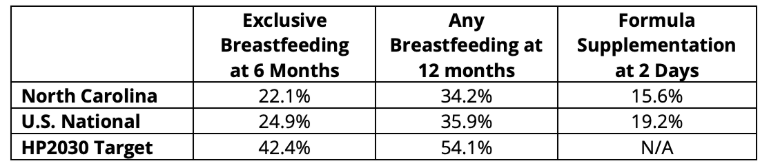 Exclusive Breastfeeding at 6 Months Any Breastfeeding at 12 months Formula Supplementation at 2 Days
North Carolina 22.1% 34.2% 15.6%
U.S. National 24.9% 35.9% 19.2%
HP2030 Target 42.4% 54.1% N/A